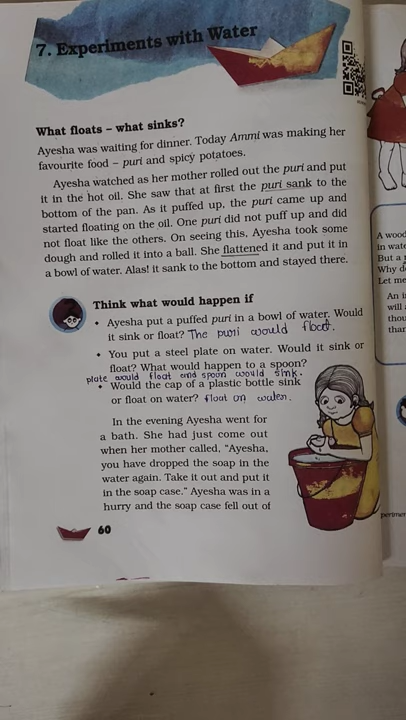 7. Experiments with Water
What floats – what sinks?
Ayesha was waiting for dinner. Today Ammi was making her
favourite food – puri and spicy potatoes.
Ayesha watched as her mother rolled out the puri and put
it in the hot oil. She saw that at first the puri sank to the
bottom of the pan. As it puffed up, the puri came up and
started floating on the oil. One puri did not puff up and did
not float like the others. On seeing this, Ayesha took some
dough and rolled it into a ball. She flattened it and put it in
a bowl of water. Alas! it sank to the bottom and stayed there.
Think what would happen if
• Ayesha put a puffed puri in a bowl of water. Would
it sink or float? The puri would float.
• You put a steel plate on water. Would it sink or
float? What would happen to a spoon?
plate would float and spoon would sink.
• Would the cap of a plastic bottle sink
or float on water? float on water.
In the evening Ayesha went for
a bath. She had just come out
when her mother called, “Ayesha,
you have dropped the soap in the
water again. Take it out and put it
in the soap case.” Ayesha was in a
hurry and the soap case fell out of
60
A wood
in wate
But a
Why d
Let me
An i
will
thou
than
perimen